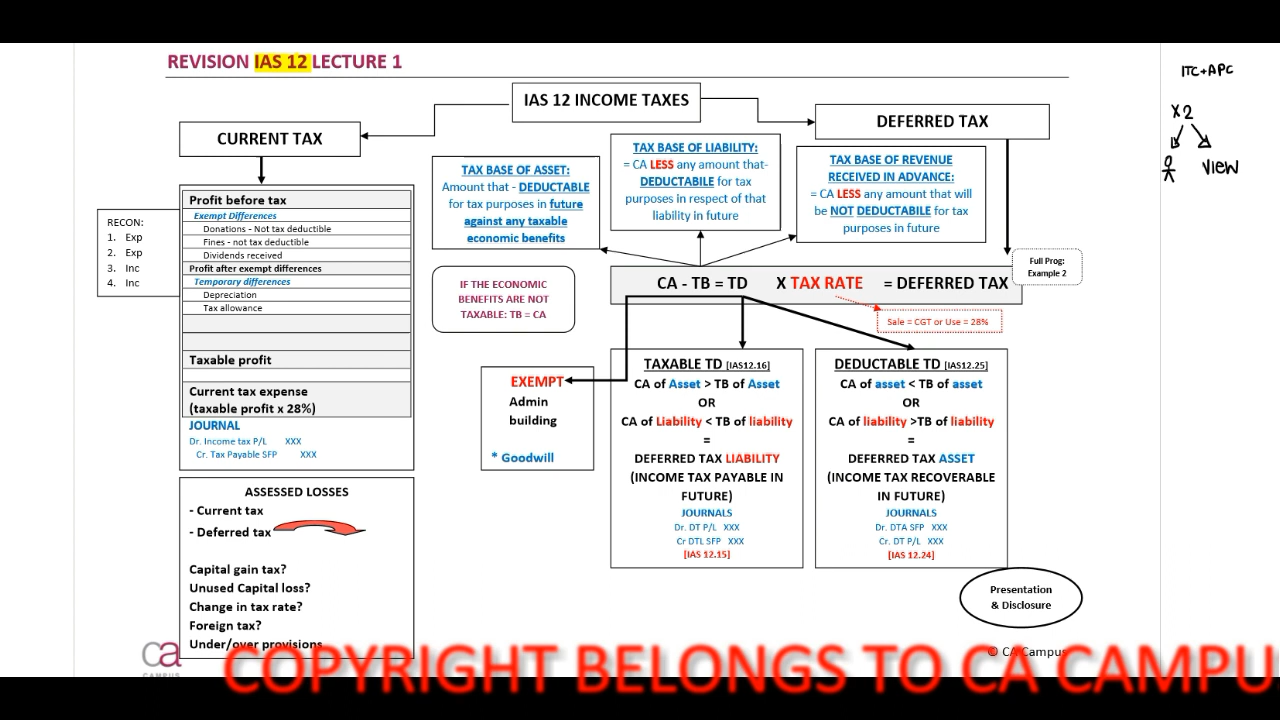 REVISION IAS 12 LECTURE 1
ITC+APC
X2
VIEW
IAS 12 INCOME TAXES
CURRENT TAX
DEFERRED TAX
RECON:
1. Exp
2. Exp
3. Inc
4. Inc
Profit before tax
Exempt Differences
Donations - Not tax deductible
Fines - not tax deductible
Dividends received
Profit after exempt differences
Temporary differences
Depreciation
Tax allowance
Taxable profit
Current tax expense
(taxable profit x 28%)
JOURNAL
Dr. Income tax P/L XXX
Cr. Tax Payable SFP XXX
ASSESSED LOSSES
- Current tax
- Deferred tax
Capital gain tax?
Unused Capital loss?
Change in tax rate?
Foreign tax?
Under/over provisions
TAX BASE OF ASSET:
Amount that - DEDUCTABLE
for tax purposes in future
against any taxable
economic benefits
TAX BASE OF LIABILITY:
= CA LESS any amount that-
DEDUCTABILE for tax
purposes in respect of that
liability in future
TAX BASE OF REVENUE
RECEIVED IN ADVANCE:
= CA LESS any amount that will
be NOT DEDUCTABILE for tax
purposes in future
IF THE ECONOMIC
BENEFITS ARE NOT
TAXABLE: TB = CA
CA - TB = TD X TAX RATE = DEFERRED TAX
Full Prog:
Example 2
Sale = CGT or Use = 28%
EXEMPT
Admin
building
* Goodwill
TAXABLE TD [IAS12.16]
CA of Asset > TB of Asset
OR
CA of Liability < TB of liability
=
DEFERRED TAX LIABILITY
(INCOME TAX PAYABLE IN
FUTURE)
JOURNALS
Dr. DT P/L XXX
Cr DTL SFP XXX
[IAS 12.15]
DEDUCTABLE TD [IAS12.25]
CA of asset < TB of asset
OR
CA of liability >TB of liability
=
DEFERRED TAX ASSET
(INCOME TAX RECOVERABLE
IN FUTURE)
JOURNALS
Dr. DTA SFP XXX
Cr. DT P/L XXX
[IAS 12.24]
Presentation
& Disclosure
ca
CAMPUS
© CA Campus
COPYRIGHT BELONGS TO CA CAMPU